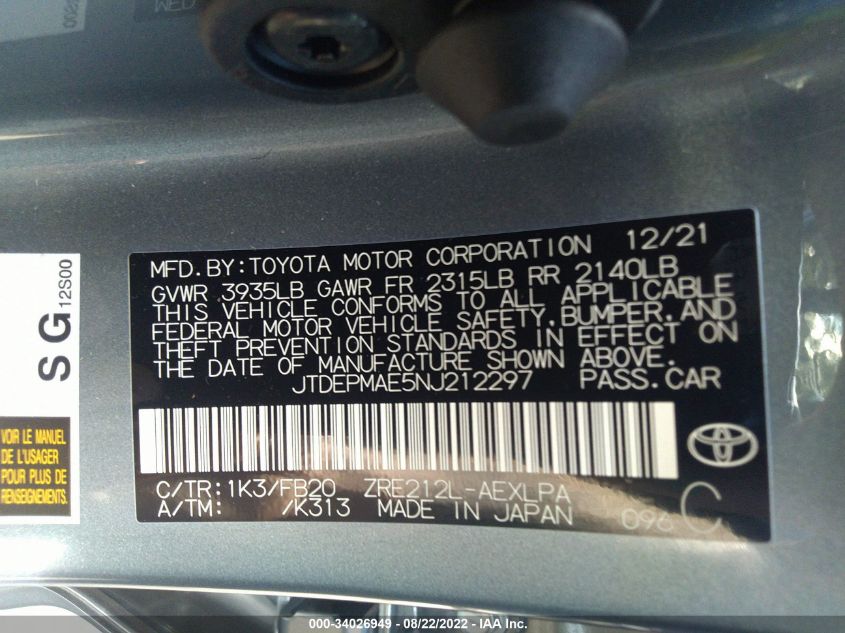 MFD. BY: TOYOTA MOTOR CORPORATION 12/21
GVWR 3935LB GAWR FR 2315LB RR 2140LB
THIS VEHICLE CONFORMS TO ALL APPLICABLE
FEDERAL MOTOR VEHICLE SAFETY, BUMPER, AND
THEFT PREVENTION STANDARDS IN EFFECT ON
THE DATE OF MANUFACTURE SHOWN ABOVE.
JTDEPMAE5NJ212297 PASS.CAR
C/TR: 1K3/FB20 ZRE212L-AEXLPA
A/TM: /K313 MADE IN JAPAN 096 C
SG
12S00
VOIR LE MANUEL
DE L'USAGER
POUR PLUS DE
RENSEIGNEMENTS
000-34026949 - 08/22/2022 - IAA Inc.